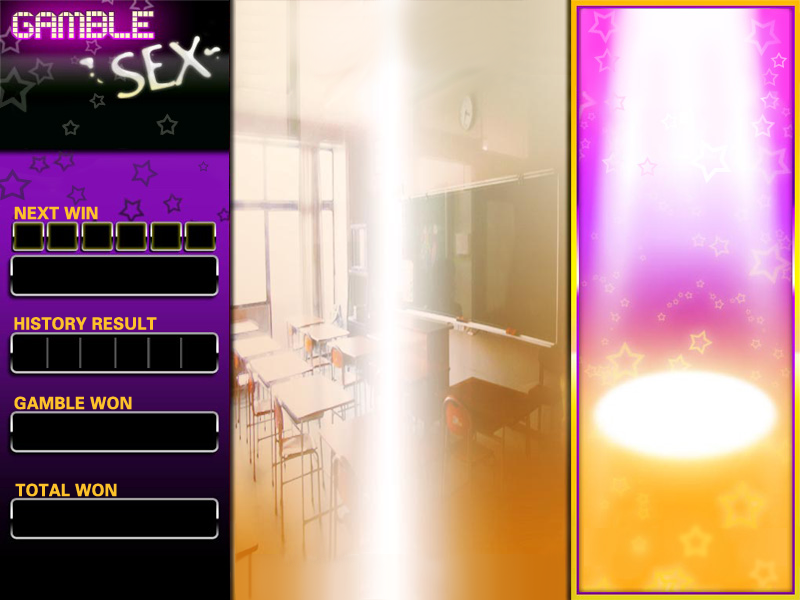 GAMBLE
SEX
NEXT WIN
HISTORY RESULT
GAMBLE WON
TOTAL WON